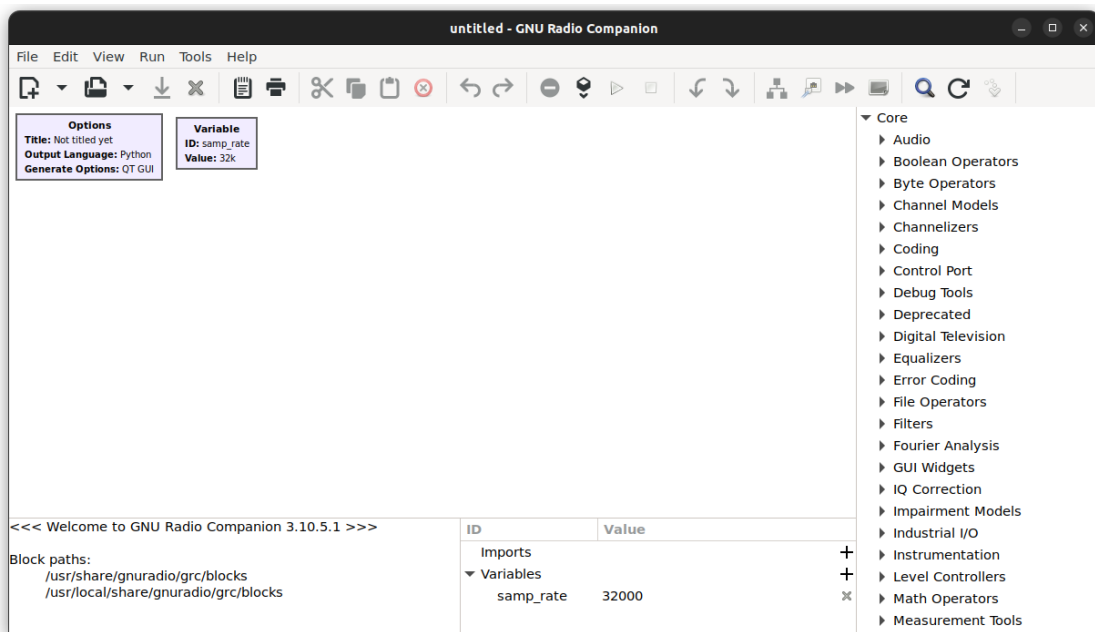 untitled - GNU Radio Companion
File Edit View Run Tools Help
Options
Title: Not titled yet
Output Language: Python
Generate Options: QT GUI
Variable
ID: samp_rate
Value: 32k
<<< Welcome to GNU Radio Companion 3.10.5.1 >>>
Block paths:
/usr/share/gnuradio/grc/blocks
/usr/local/share/gnuradio/grc/blocks
ID Value
Imports
Variables
samp_rate 32000
Core
Audio
Boolean Operators
Byte Operators
Channel Models
Channelizers
Coding
Control Port
Debug Tools
Deprecated
Digital Television
Equalizers
Error Coding
File Operators
Filters
Fourier Analysis
GUI Widgets
IQ Correction
Impairment Models
Industrial I/O
Instrumentation
Level Controllers
Math Operators
Measurement Tools